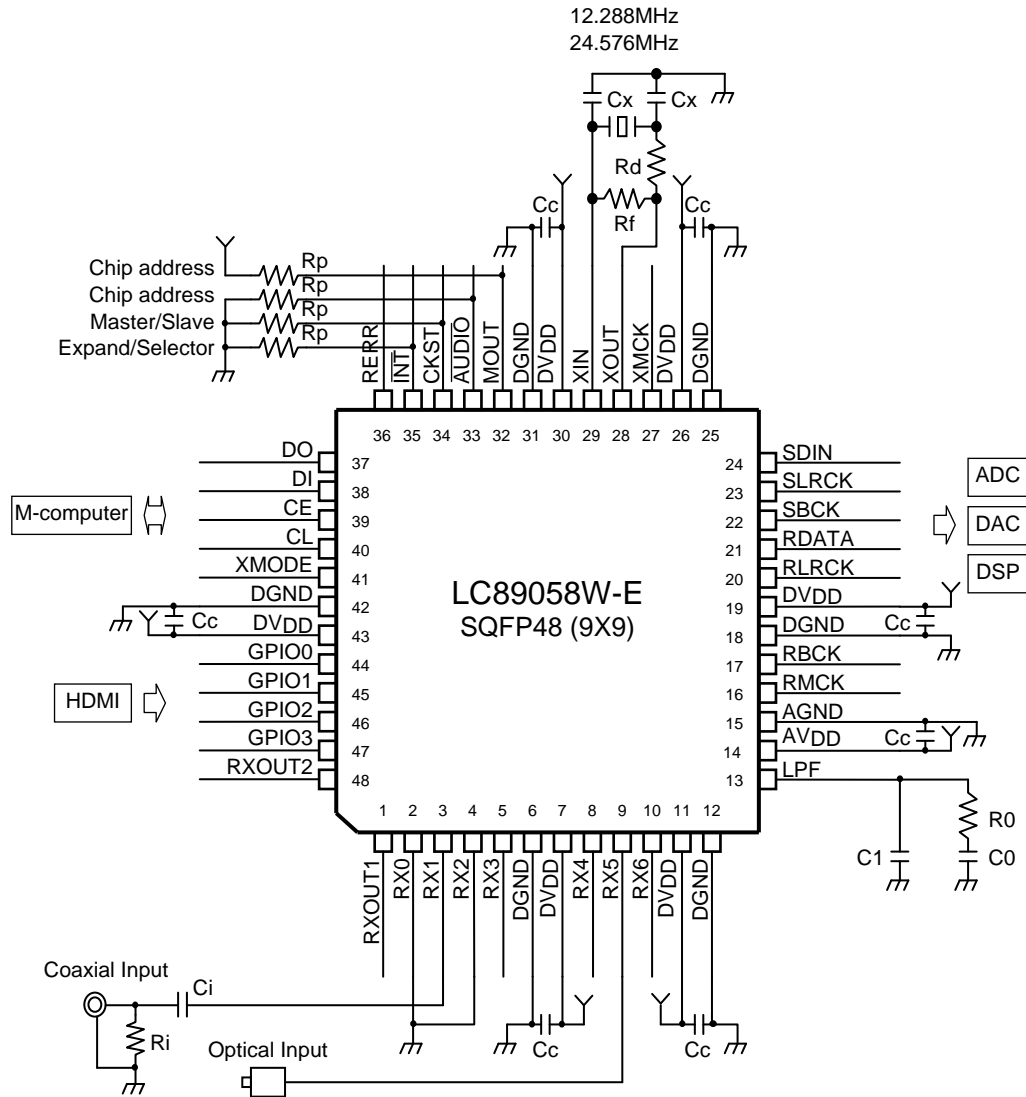 12.288MHz
24.576MHz
Cx
Cx
Rd
Rf
Cc
Cc
Chip address
Rp
Chip address
Rp
Master/Slave
Rp
Expand/Selector
Rp
RERR
INT
CKST
AUDIO
MOUT
DGND
DVDD
XIN
XOUT
XMCK
DVDD
DGND
36 35 34 33 32 31 30 29 28 27 26 25
DO 37
DI 38
CE 39
CL 40
XMODE 41
DGND 42
DVDD 43
GPIO0 44
GPIO1 45
GPIO2 46
GPIO3 47
RXOUT2 48
M-computer
Cc
HDMI
LC89058W-E
SQFP48 (9X9)
24 SDIN
23 SLRCK
22 SBCK
21 RDATA
20 RLRCK
19 DVDD
18 DGND
17 RBCK
16 RMCK
15 AGND
14 AVDD
13 LPF
ADC
DAC
DSP
Cc
Cc
R0
C1
C0
1 2 3 4 5 6 7 8 9 10 11 12
RXOUT1
RX0
RX1
RX2
RX3
DGND
DVDD
RX4
RX5
RX6
DVDD
DGND
Coaxial Input
Ci
Ri
Optical Input
Cc
Cc